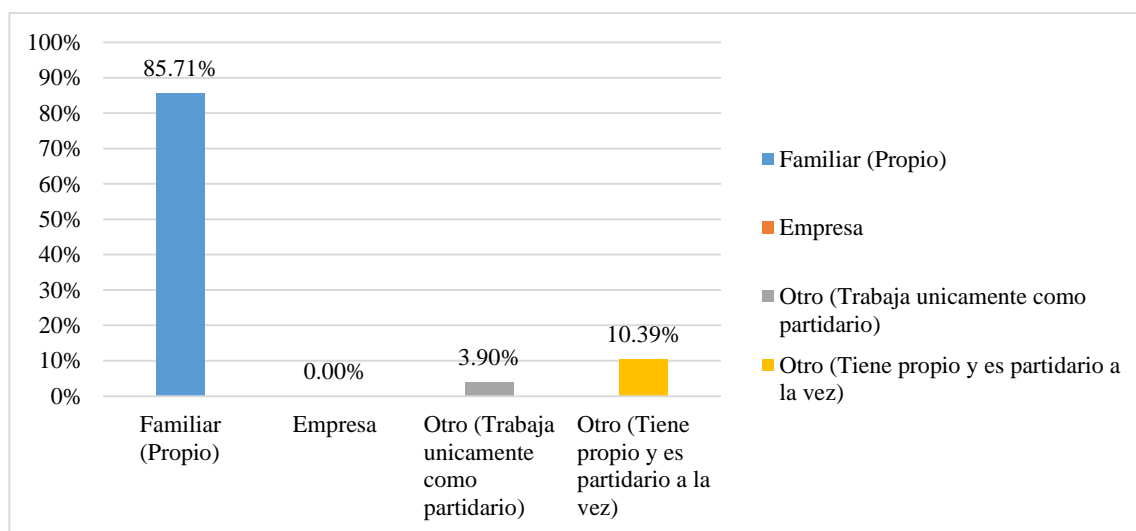 100%
90%
80%
70%
60%
50%
40%
30%
20%
10%
0%
85.71%
0.00%
3.90%
10.39%
Familiar
(Propio)
Empresa
Otro (Trabaja
unicamente
como
partidario)
Otro (Tiene
propio y es
partidario a la
vez)
Familiar (Propio)
Empresa
Otro (Trabaja unicamente como
partidario)
Otro (Tiene propio y es partidario a
la vez)